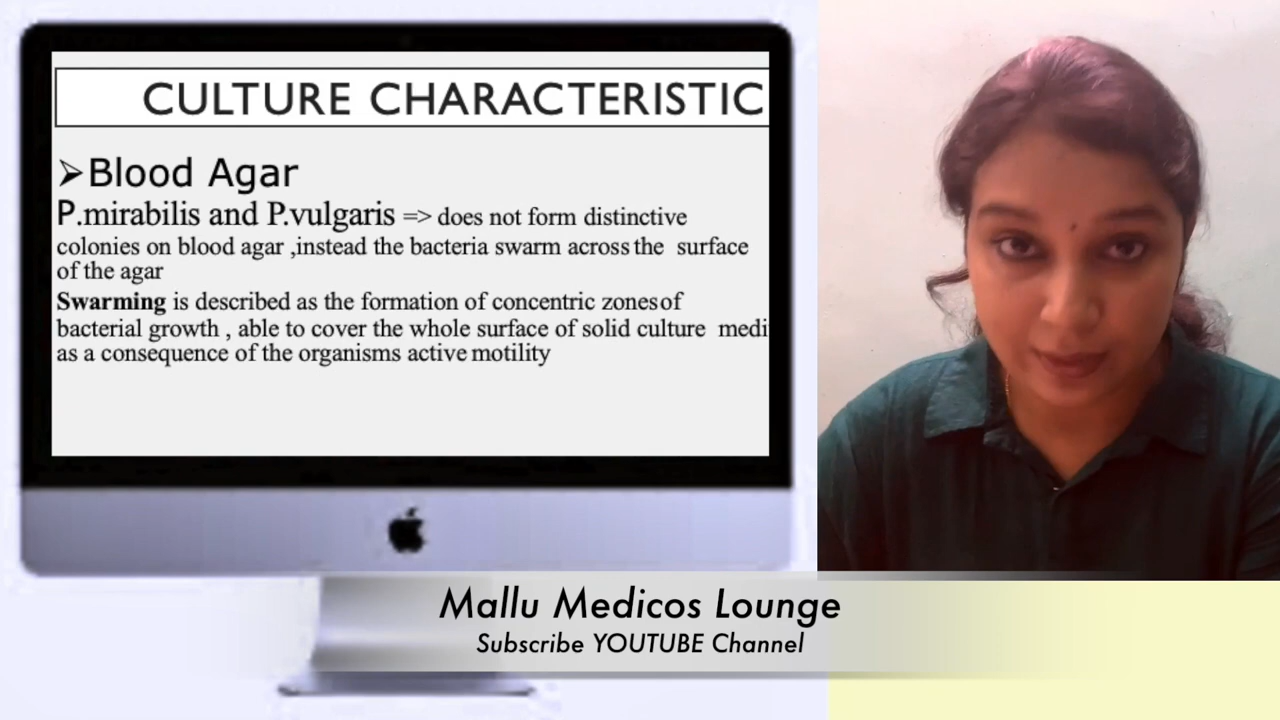 CULTURE CHARACTERISTIC
➢Blood Agar
P.mirabilis and P.vulgaris => does not form distinctive
colonies on blood agar ,instead the bacteria swarm across the surface
of the agar
Swarming is described as the formation of concentric zonesof
bacterial growth , able to cover the whole surface of solid culture medi
as a consequence of the organisms active motility
Mallu Medicos Lounge
Subscribe YOUTUBE Channel